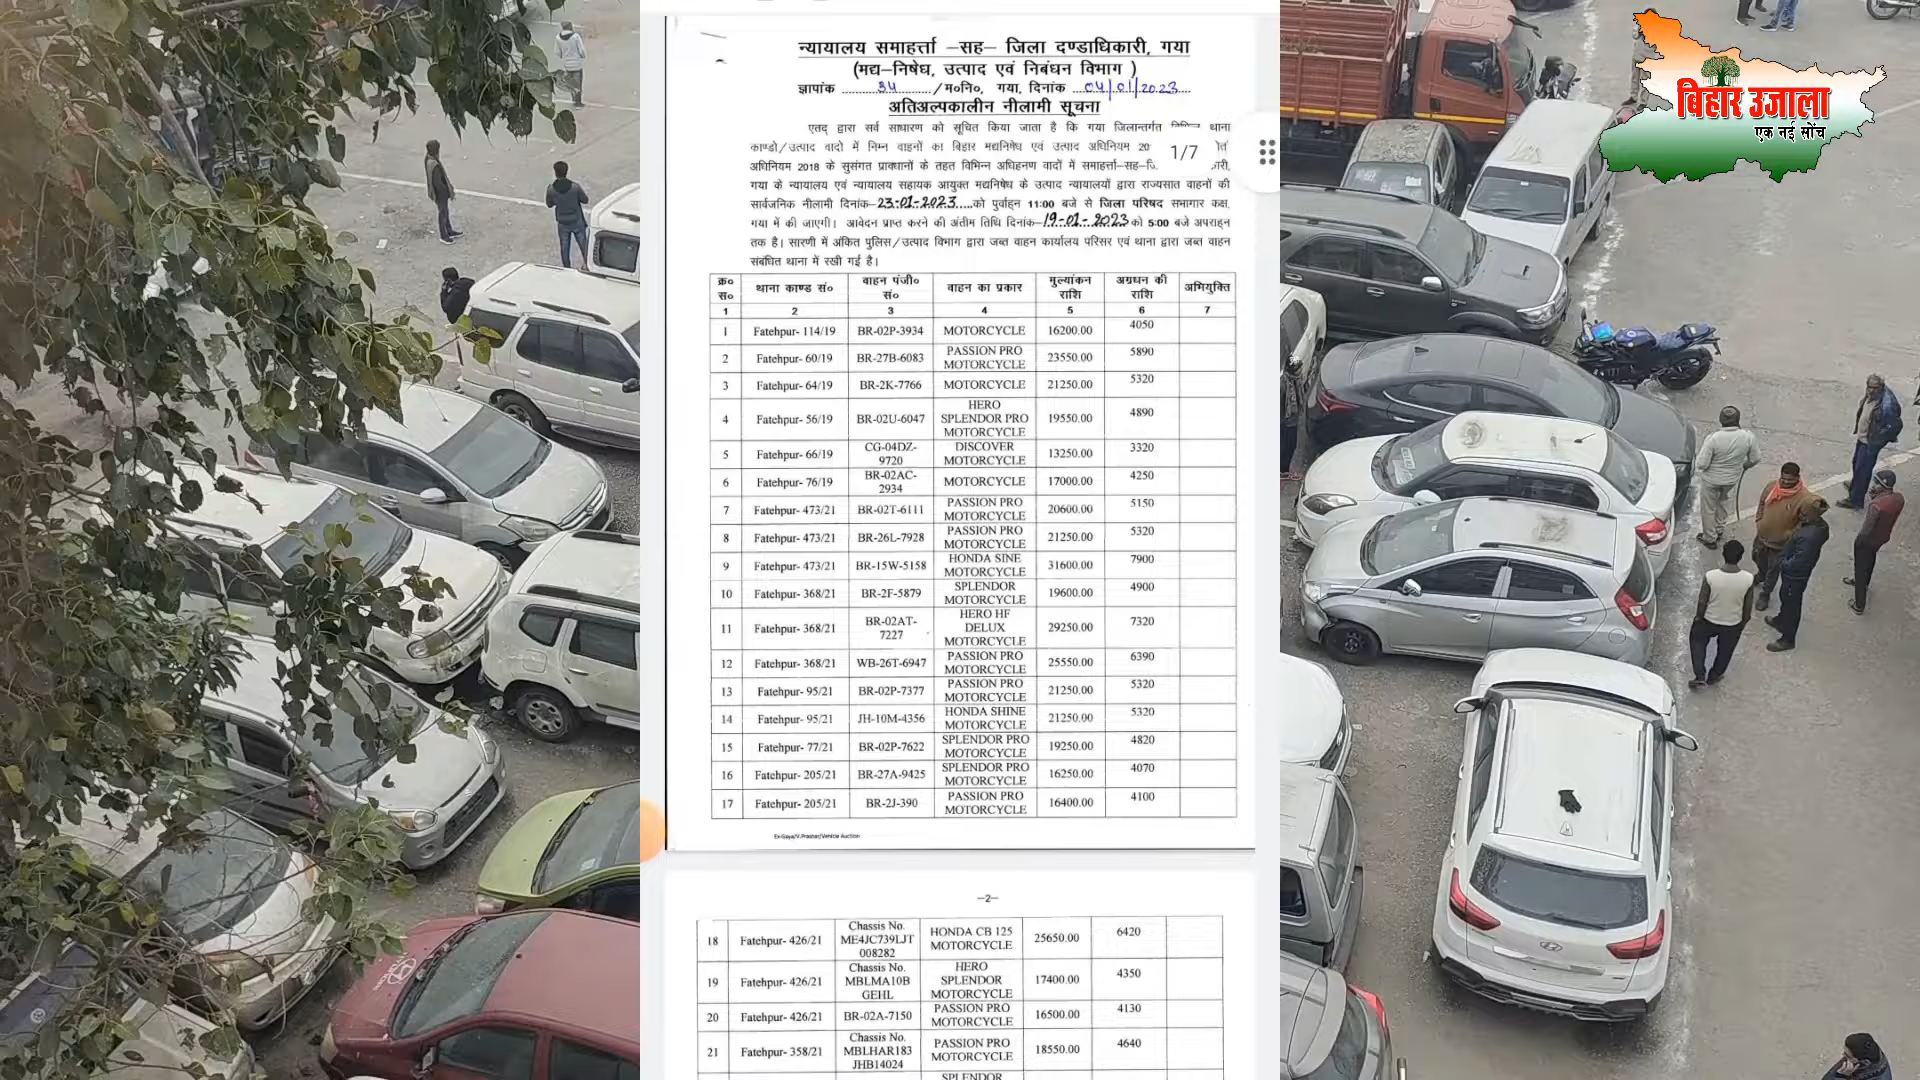 न्यायालय समाहर्त्ता –सह– जिला दण्डाधिकारी, गया
(मद्य–निषेध, उत्पाद एवं निबंधन विभाग )
ज्ञापांक ......34....../म०नि०, गया, दिनांक ...04/01/2023...
अतिअल्पकालीन नीलामी सूचना
एतद् द्वारा सर्व साधारण को सूचित किया जाता है कि गया जिलान्तर्गत थाना
काण्डो/उत्पाद वादो में निम्न वाहनों का बिहार मद्यनिषेध एवं उत्पाद अधिनियम 20
अधिनियम 2018 के सुसंगत प्रावधानों के तहत विभिन्न अधिहरण वादों में समाहर्त्ता–सह–
गया के न्यायालय एवं न्यायालय सहायक आयुक्त मद्यनिषेध के उत्पाद न्यायालयों द्वारा राज्यसात वाहनों की
सार्वजनिक नीलामी दिनांक–23-01-2023....को पुर्वाहन 11:00 बजे से जिला परिषद सभागार कक्ष,
गया में की जाएगी। आवेदन प्राप्त करने की अंतीम तिथि दिनांक–19-01-2023 को 5:00 बजे अपराहन
तक है। सारणी में अंकित पुलिस/उत्पाद विभाग द्वारा जब्त वाहन कार्यालय परिसर एवं थाना द्वारा जब्त वाहन
संबंधित थाना में रखी गई है।
1/7
क्र० स० थाना काण्ड सं० वाहन पंजी० सं० वाहन का प्रकार मुल्यांकन राशि अग्रधन की राशि अभियुक्ति
1 2 3 4 5 6 7
1 Fatehpur- 114/19 BR-02P-3934 MOTORCYCLE 16200.00 4050
2 Fatehpur- 60/19 BR-27B-6083 PASSION PRO MOTORCYCLE 23550.00 5890
3 Fatehpur- 64/19 BR-2K-7766 MOTORCYCLE 21250.00 5320
4 Fatehpur- 56/19 BR-02U-6047 HERO SPLENDOR PRO MOTORCYCLE 19550.00 4890
5 Fatehpur- 66/19 CG-04DZ-9720 DISCOVER MOTORCYCLE 13250.00 3320
6 Fatehpur- 76/19 BR-02AC-2934 MOTORCYCLE 17000.00 4250
7 Fatehpur- 473/21 BR-02T-6111 PASSION PRO MOTORCYCLE 20600.00 5150
8 Fatehpur- 473/21 BR-26L-7928 PASSION PRO MOTORCYCLE 21250.00 5320
9 Fatehpur- 473/21 BR-15W-5158 HONDA SINE MOTORCYCLE 31600.00 7900
10 Fatehpur- 368/21 BR-2F-5879 SPLENDOR MOTORCYCLE 19600.00 4900
11 Fatehpur- 368/21 BR-02AT-7227 HERO HF DELUX MOTORCYCLE 29250.00 7320
12 Fatehpur- 368/21 WB-26T-6947 PASSION PRO MOTORCYCLE 25550.00 6390
13 Fatehpur- 95/21 BR-02P-7377 PASSION PRO MOTORCYCLE 21250.00 5320
14 Fatehpur- 95/21 JH-10M-4356 HONDA SHINE MOTORCYCLE 21250.00 5320
15 Fatehpur- 77/21 BR-02P-7622 SPLENDOR PRO MOTORCYCLE 19250.00 4820
16 Fatehpur- 205/21 BR-27A-9425 SPLENDOR PRO MOTORCYCLE 16250.00 4070
17 Fatehpur- 205/21 BR-2J-390 PASSION PRO MOTORCYCLE 16400.00 4100
Ex-Gaya/V.Prashar/Vehicle Auction
–2–
18 Fatehpur- 426/21 Chassis No. ME4JC739LJT008282 HONDA CB 125 MOTORCYCLE 25650.00 6420
19 Fatehpur- 426/21 Chassis No. MBLMA10BGEHL HERO SPLENDOR MOTORCYCLE 17400.00 4350
20 Fatehpur- 426/21 BR-02A-7150 PASSION PRO MOTORCYCLE 16500.00 4130
21 Fatehpur- 358/21 Chassis No. MBLHAR183JHB14024 PASSION PRO MOTORCYCLE 18550.00 4640
SPLENDOR
बिहार उजाला
एक नई सोंच